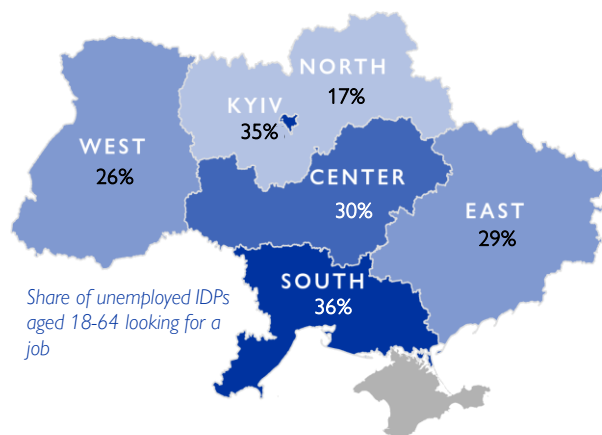 NORTH
17%
KYIV
35%
WEST
26%
CENTER
30%
EAST
29%
SOUTH
36%
Share of unemployed IDPs
aged 18-64 looking for a
job